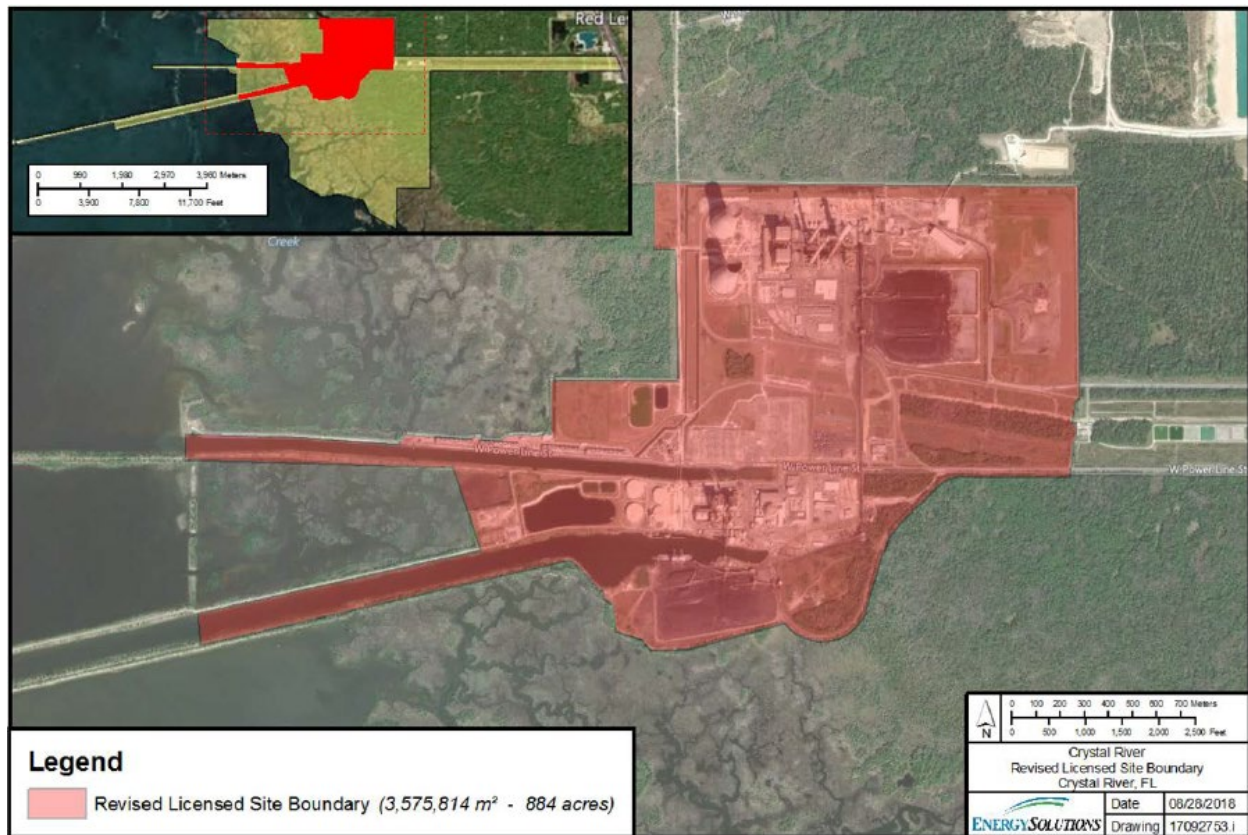 Red Le
0 990 1,980 2,970 3,960 Meters
0 3,900 7,800 11,700 Feet
Creek
W Power Line St
W Power Line St
W Power Line St
Legend
Revised Licensed Site Boundary (3,575,814 m² - 884 acres)
N
0 100 200 300 400 500 600 700 Meters
0 500 1,000 1,500 2,000 2,500 Feet
Crystal River
Revised Licensed Site Boundary
Crystal River, FL
ENERGYSOLUTIONS
Date 08/28/2018
Drawing 17092753.i